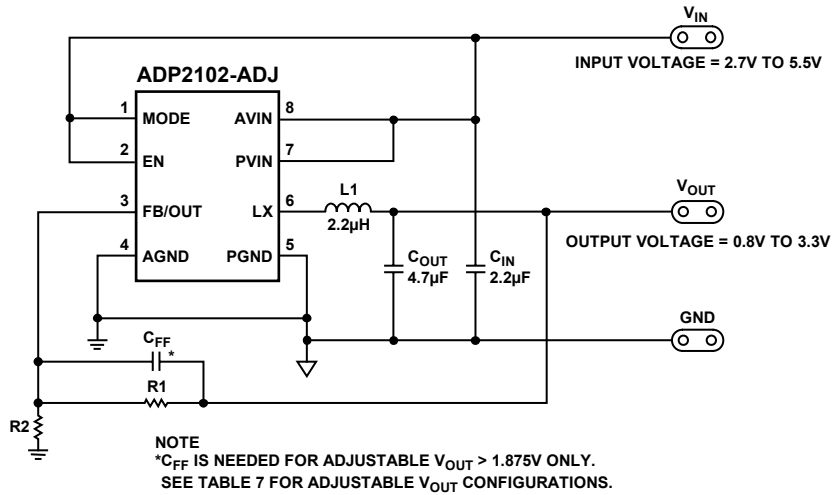 V_IN
INPUT VOLTAGE = 2.7V TO 5.5V
ADP2102-ADJ
1 MODE AVIN 8
2 EN PVIN 7
3 FB/OUT LX 6
4 AGND PGND 5
L1
2.2µH
V_OUT
OUTPUT VOLTAGE = 0.8V TO 3.3V
C_OUT
4.7µF
C_IN
2.2µF
GND
C_FF
*
R1
R2
NOTE
*C_FF IS NEEDED FOR ADJUSTABLE V_OUT > 1.875V ONLY.
SEE TABLE 7 FOR ADJUSTABLE V_OUT CONFIGURATIONS.